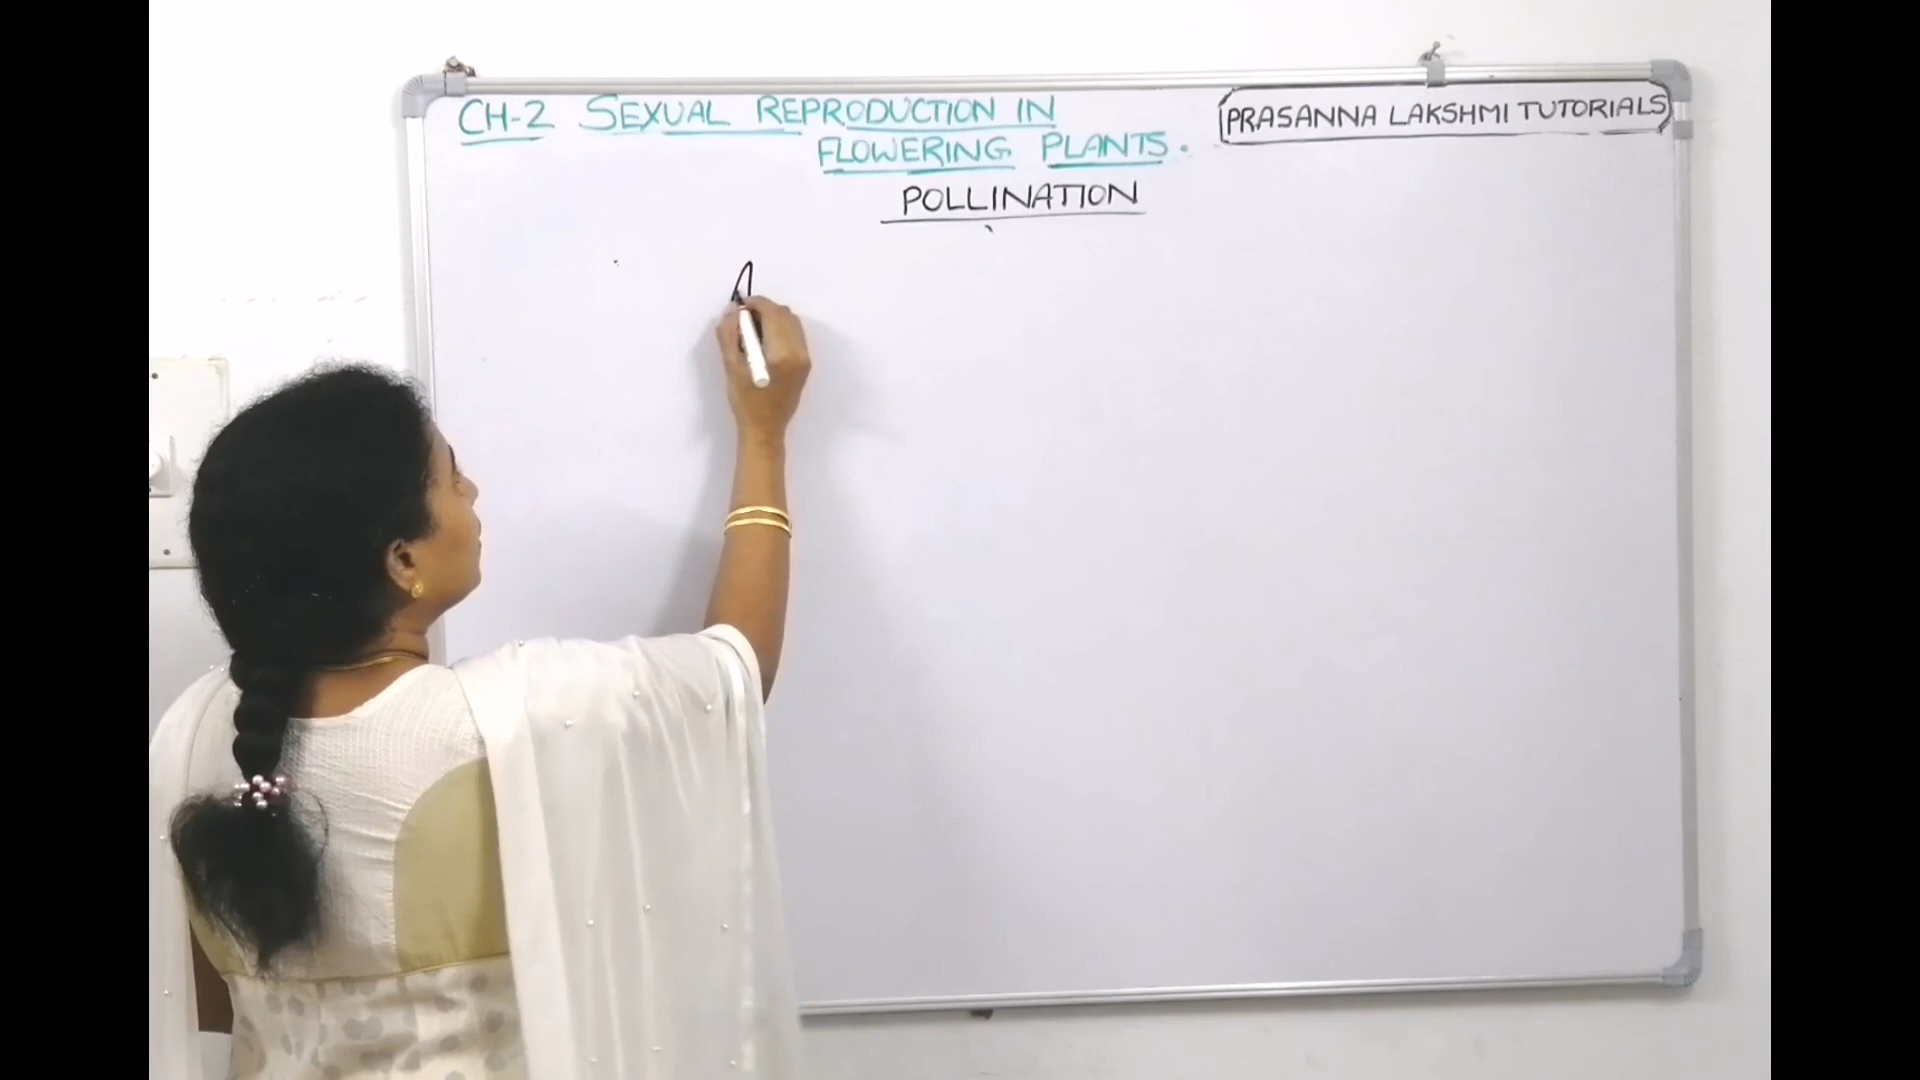 CH-2 SEXUAL REPRODUCTION IN
FLOWERING PLANTS.
PRASANNA LAKSHMI TUTORIALS
POLLINATION
A